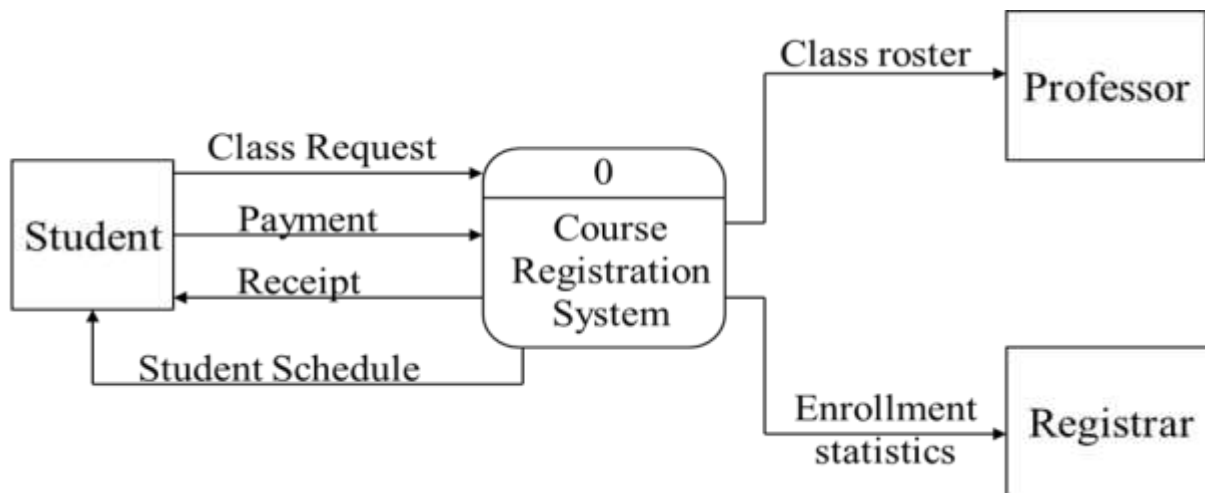 Class roster
Professor
Class Request
0
Student
Payment
Course
Registration
System
Receipt
Student Schedule
Enrollment
statistics
Registrar